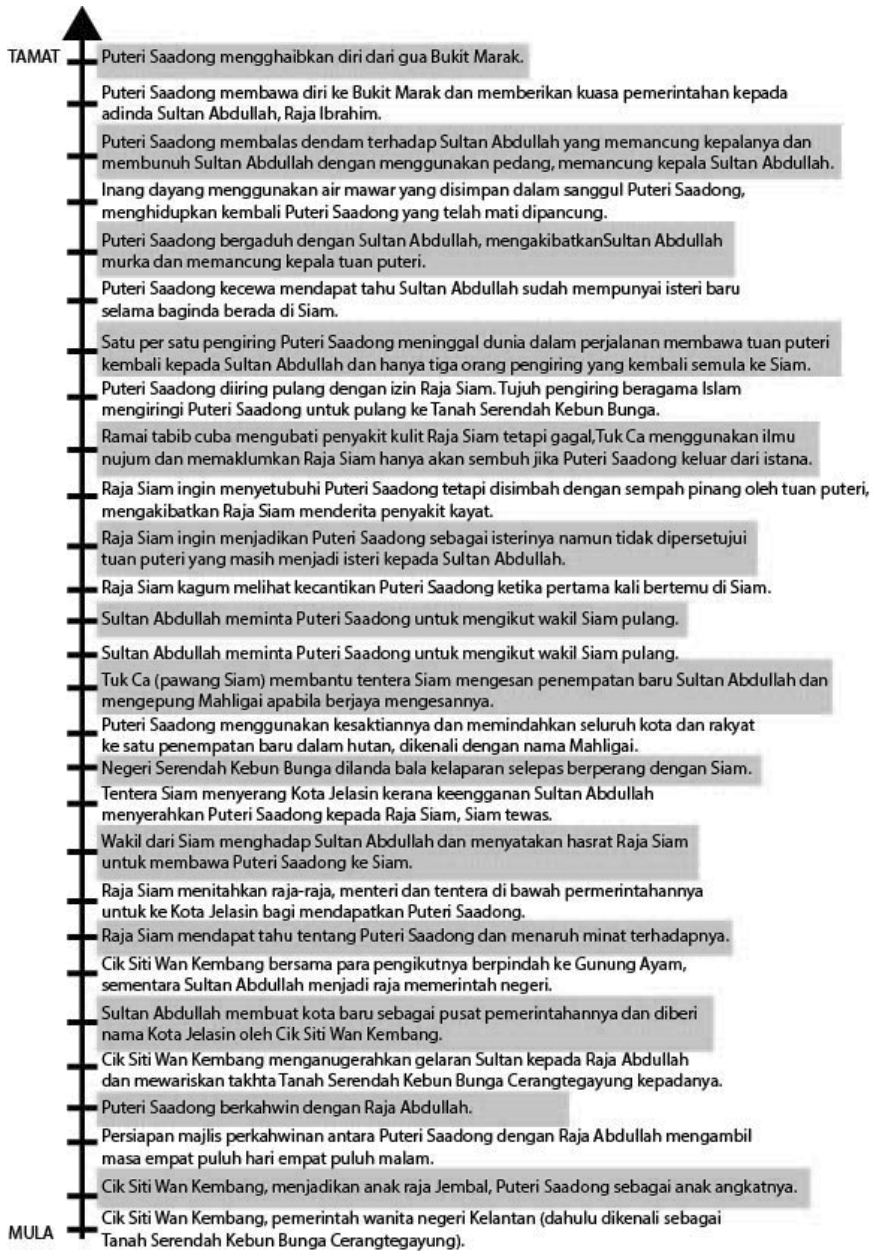 TAMAT
Puteri Saadong mengghaibkan diri dari gua Bukit Marak.
Puteri Saadong membawa diri ke Bukit Marak dan memberikan kuasa pemerintahan kepada
adinda Sultan Abdullah, Raja Ibrahim.
Puteri Saadong membalas dendam terhadap Sultan Abdullah yang memancung kepalanya dan
membunuh Sultan Abdullah dengan menggunakan pedang, memancung kepala Sultan Abdullah.
Inang dayang menggunakan air mawar yang disimpan dalam sanggul Puteri Saadong,
menghidupkan kembali Puteri Saadong yang telah mati dipancung.
Puteri Saadong bergaduh dengan Sultan Abdullah, mengakibatkanSultan Abdullah
murka dan memancung kepala tuan puteri.
Puteri Saadong kecewa mendapat tahu Sultan Abdullah sudah mempunyai isteri baru
selama baginda berada di Siam.
Satu per satu pengiring Puteri Saadong meninggal dunia dalam perjalanan membawa tuan puteri
kembali kepada Sultan Abdullah dan hanya tiga orang pengiring yang kembali semula ke Siam.
Puteri Saadong diiring pulang dengan izin Raja Siam. Tujuh pengiring beragama Islam
mengiringi Puteri Saadong untuk pulang ke Tanah Serendah Kebun Bunga.
Ramai tabib cuba mengubati penyakit kulit Raja Siam tetapi gagal,Tuk Ca menggunakan ilmu
nujum dan memaklumkan Raja Siam hanya akan sembuh jika Puteri Saadong keluar dari istana.
Raja Siam ingin menyetubuhi Puteri Saadong tetapi disimbah dengan sempah pinang oleh tuan puteri,
mengakibatkan Raja Siam menderita penyakit kayat.
Raja Siam ingin menjadikan Puteri Saadong sebagai isterinya namun tidak dipersetujui
tuan puteri yang masih menjadi isteri kepada Sultan Abdullah.
Raja Siam kagum melihat kecantikan Puteri Saadong ketika pertama kali bertemu di Siam.
Sultan Abdullah meminta Puteri Saadong untuk mengikut wakil Siam pulang.
Sultan Abdullah meminta Puteri Saadong untuk mengikut wakil Siam pulang.
Tuk Ca (pawang Siam) membantu tentera Siam mengesan penempatan baru Sultan Abdullah dan
mengepung Mahligai apabila berjaya mengesannya.
Puteri Saadong menggunakan kesaktiannya dan memindahkan seluruh kota dan rakyat
ke satu penempatan baru dalam hutan, dikenali dengan nama Mahligai.
Negeri Serendah Kebun Bunga dilanda bala kelaparan selepas berperang dengan Siam.
Tentera Siam menyerang Kota Jelasin kerana keengganan Sultan Abdullah
menyerahkan Puteri Saadong kepada Raja Siam, Siam tewas.
Wakil dari Siam menghadap Sultan Abdullah dan menyatakan hasrat Raja Siam
untuk membawa Puteri Saadong ke Siam.
Raja Siam menitahkan raja-raja, menteri dan tentera di bawah permerintahannya
untuk ke Kota Jelasin bagi mendapatkan Puteri Saadong.
Raja Siam mendapat tahu tentang Puteri Saadong dan menaruh minat terhadapnya.
Cik Siti Wan Kembang bersama para pengikutnya berpindah ke Gunung Ayam,
sementara Sultan Abdullah menjadi raja memerintah negeri.
Sultan Abdullah membuat kota baru sebagai pusat pemerintahannya dan diberi
nama Kota Jelasin oleh Cik Siti Wan Kembang.
Cik Siti Wan Kembang menganugerahkan gelaran Sultan kepada Raja Abdullah
dan mewariskan takhta Tanah Serendah Kebun Bunga Cerangtegayung kepadanya.
Puteri Saadong berkahwin dengan Raja Abdullah.
Persiapan majlis perkahwinan antara Puteri Saadong dengan Raja Abdullah mengambil
masa empat puluh hari empat puluh malam.
Cik Siti Wan Kembang, menjadikan anak raja Jembal, Puteri Saadong sebagai anak angkatnya.
MULA
Cik Siti Wan Kembang, pemerintah wanita negeri Kelantan (dahulu dikenali sebagai
Tanah Serendah Kebun Bunga Cerangtegayung).